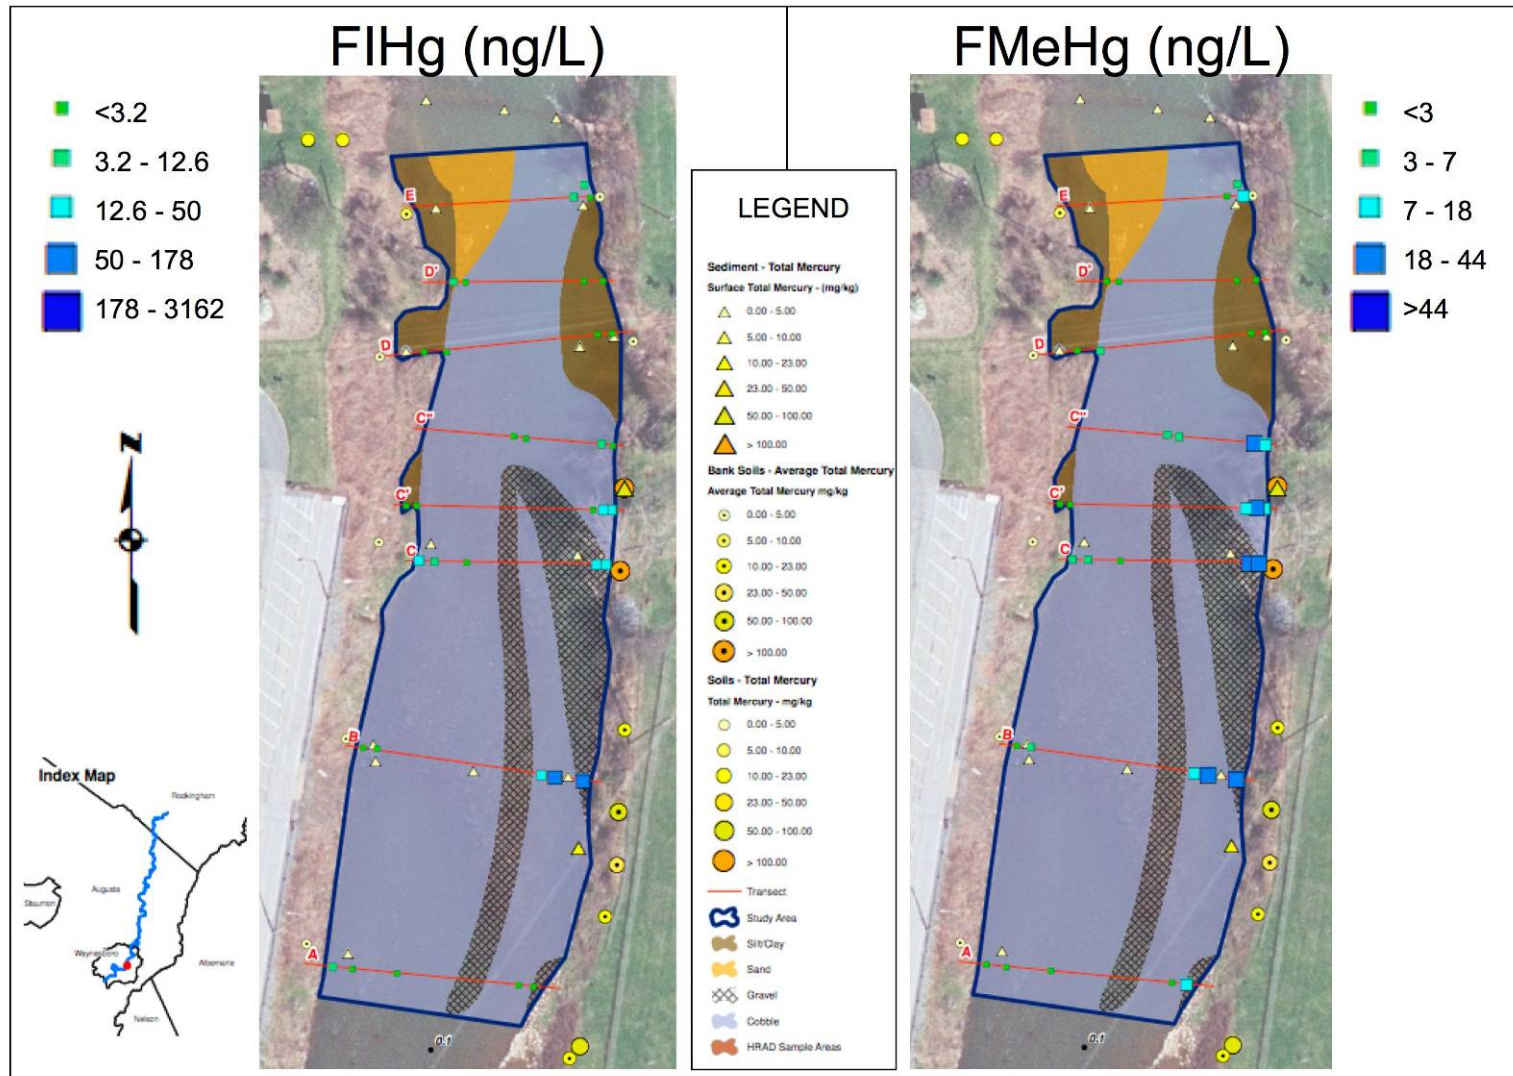 FIHg (ng/L)
FMeHg (ng/L)
<3.2
3.2 - 12.6
12.6 - 50
50 - 178
178 - 3162
<3
3 - 7
7 - 18
18 - 44
>44
LEGEND
Sediment - Total Mercury
Surface Total Mercury - (mg/kg)
0.00 - 5.00
5.00 - 10.00
10.00 - 23.00
23.00 - 50.00
50.00 - 100.00
> 100.00
Bank Soils - Average Total Mercury
Average Total Mercury mg/kg
0.00 - 5.00
5.00 - 10.00
10.00 - 23.00
23.00 - 50.00
50.00 - 100.00
> 100.00
Soils - Total Mercury
Total Mercury - mg/kg
0.00 - 5.00
5.00 - 10.00
10.00 - 23.00
23.00 - 50.00
50.00 - 100.00
> 100.00
Transect
Study Area
Silt/Clay
Sand
Gravel
Cobble
HRAD Sample Areas
E
D'
D
C"
C'
C
B
A
0.1
E
D'
D
C"
C'
C
B
A
0.1
N
Index Map
Rockingham
Augusta
Staunton
Waynesboro
Albemarle
Nelson